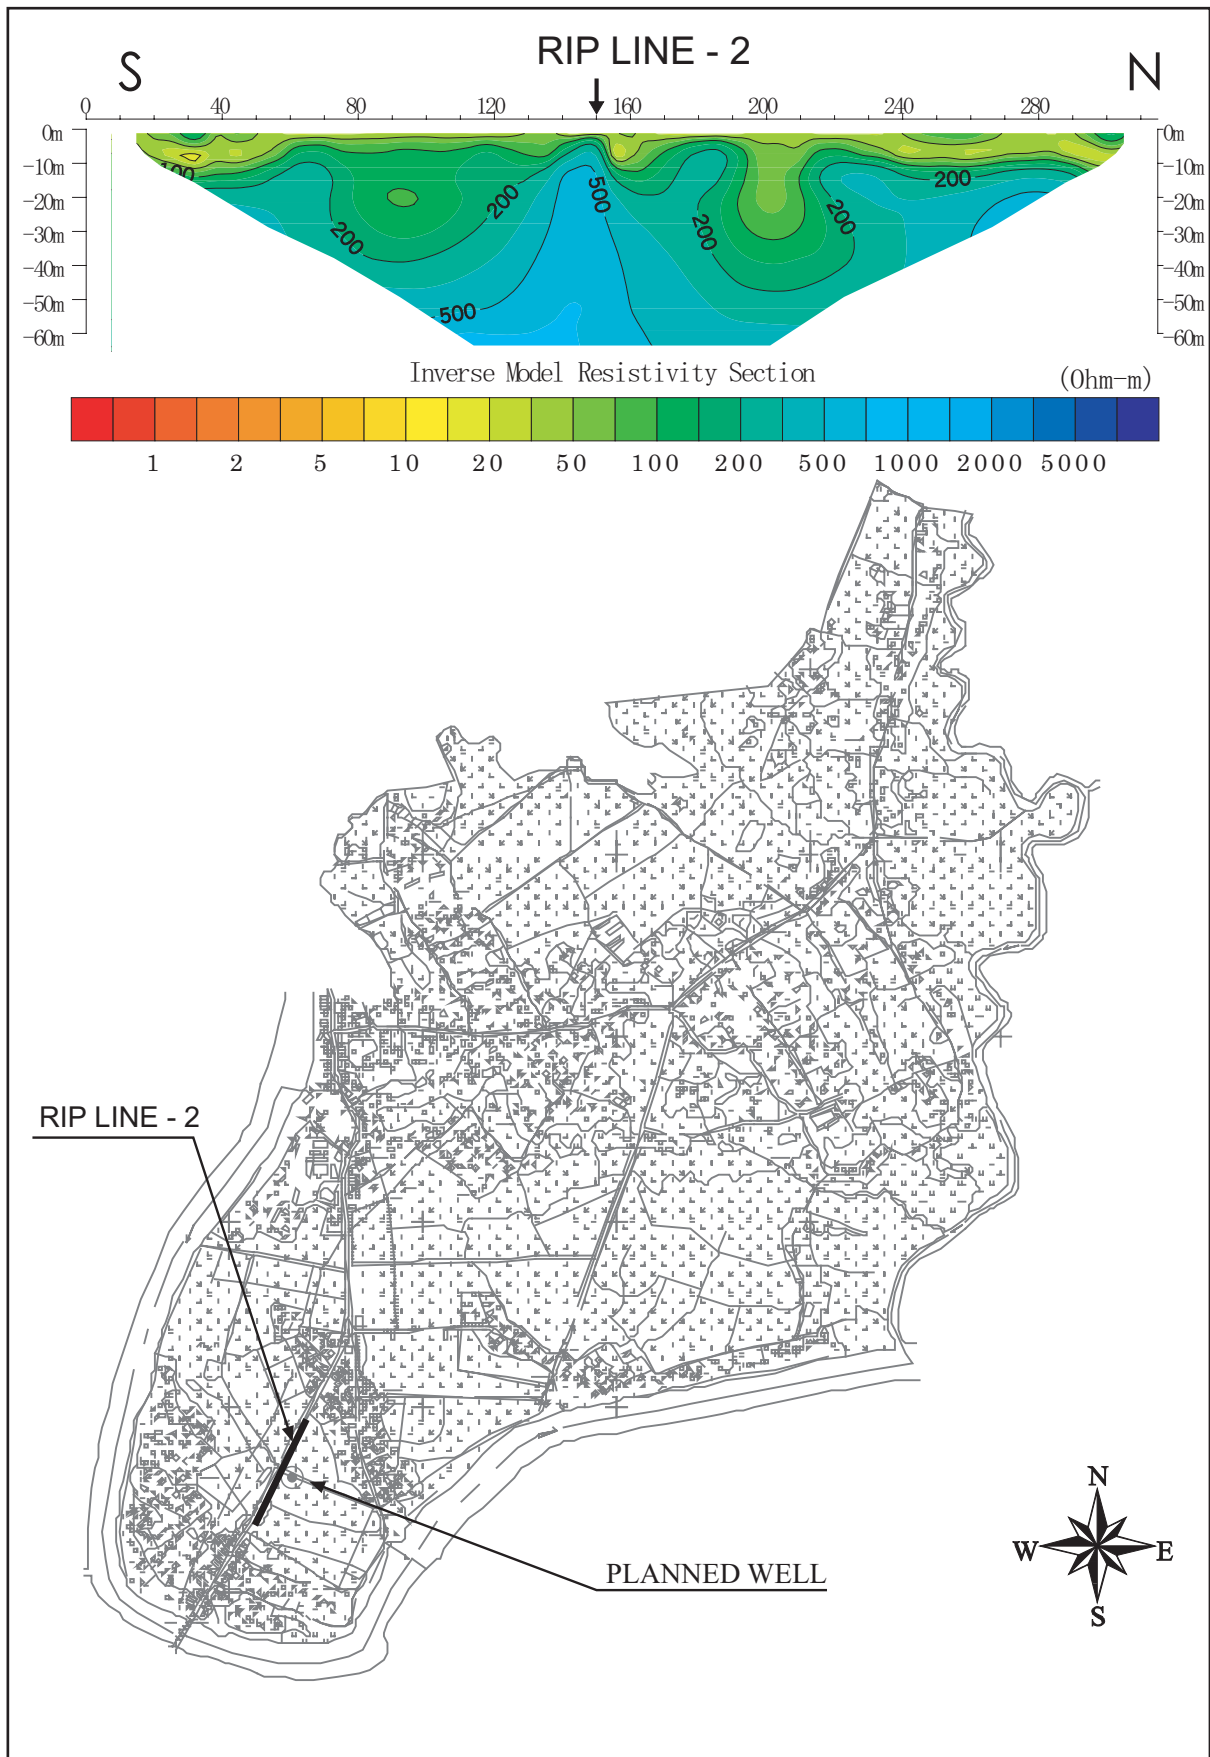 RIP LINE - 2
S N
0 40 80 120 160 200 240 280
0m 0m
-10m -10m
-20m -20m
-30m -30m
-40m -40m
-50m -50m
-60m -60m
100
200
200
500
200
200
200
500
Inverse Model Resistivity Section (Ohm-m)
1 2 5 10 20 50 100 200 500 1000 2000 5000
RIP LINE - 2
PLANNED WELL
N
W E
S